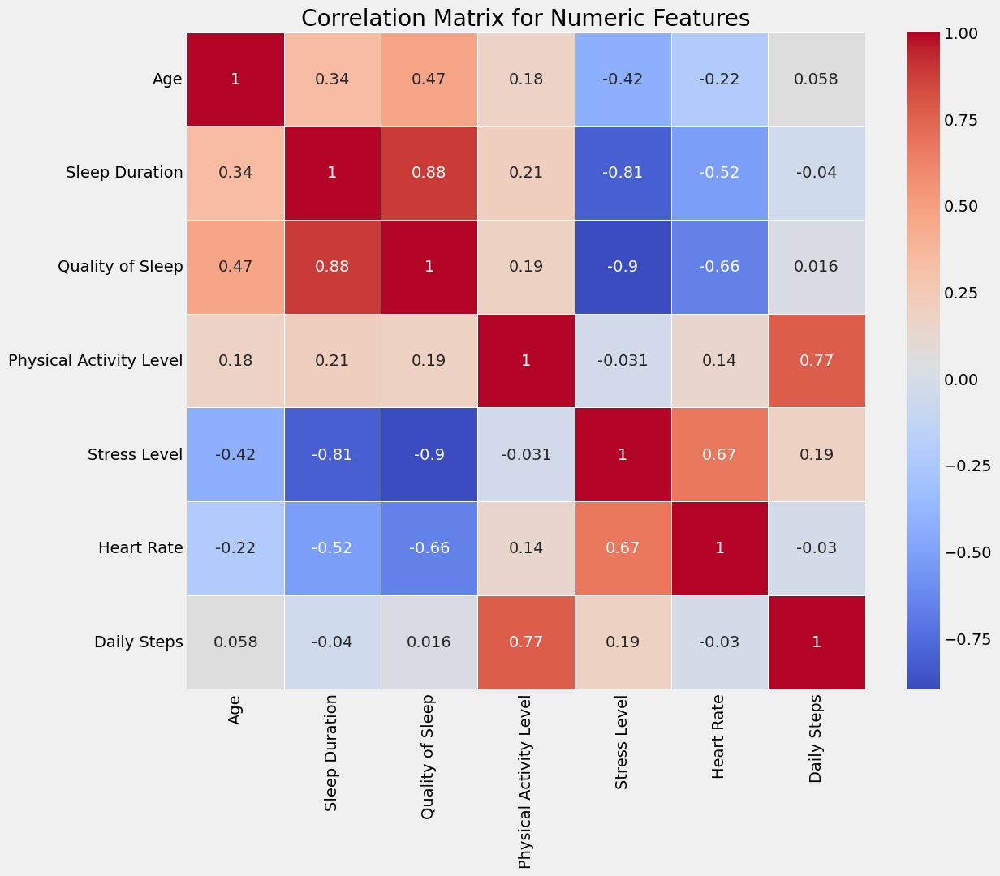 Correlation Matrix for Numeric Features
Age 1 0.34 0.47 0.18 -0.42 -0.22 0.058
Sleep Duration 0.34 1 0.88 0.21 -0.81 -0.52 -0.04
Quality of Sleep 0.47 0.88 1 0.19 -0.9 -0.66 0.016
Physical Activity Level 0.18 0.21 0.19 1 -0.031 0.14 0.77
Stress Level -0.42 -0.81 -0.9 -0.031 1 0.67 0.19
Heart Rate -0.22 -0.52 -0.66 0.14 0.67 1 -0.03
Daily Steps 0.058 -0.04 0.016 0.77 0.19 -0.03 1
Age
Sleep Duration
Quality of Sleep
Physical Activity Level
Stress Level
Heart Rate
Daily Steps
1.00
0.75
0.50
0.25
0.00
−0.25
−0.50
−0.75